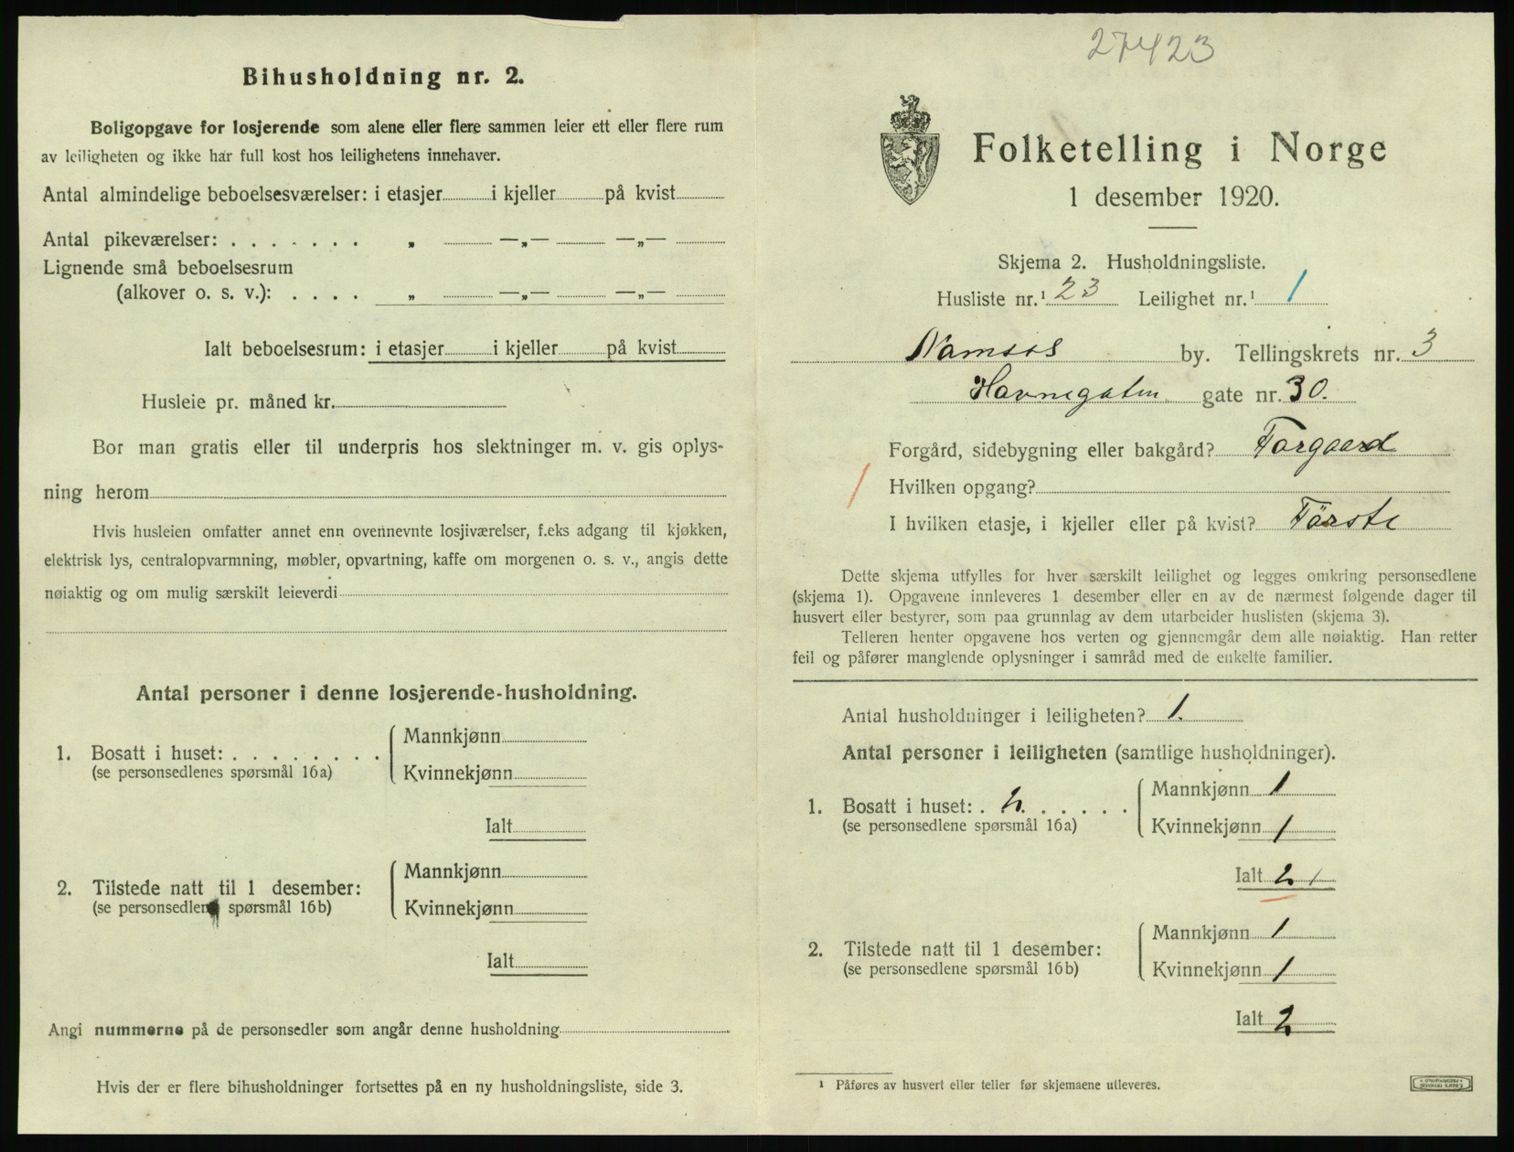 Bihusholdning nr. 2.
Boligopgave for losjerende som alene eller flere sammen leier ett eller flere rum
av leiligheten og ikke har full kost hos leilighetens innehaver.
Antal almindelige beboelsesværelser: i etasjer i kjeller på kvist
Antal pikeværelser: . . . . . . . „ —„— —„—
Lignende små beboelsesrum
(alkover o. s. v.): . . . . „ —„— —„—
Ialt beboelsesrum: i etasjer i kjeller på kvist
Husleie pr. måned kr.
Bor man gratis eller til underpris hos slektninger m. v. gis oplys-
ning herom
Hvis husleien omfatter annet enn ovennevnte losjiværelser, f.eks adgang til kjøkken,
elektrisk lys, centralopvarmning, møbler, opvartning, kaffe om morgenen o. s. v., angis dette
nøiaktig og om mulig særskilt leieverdi
Antal personer i denne losjerende-husholdning.
1. Bosatt i huset: . . . . . . . .
(se personsedlenes spørsmål 16a)
Mannkjønn
Kvinnekjønn
Ialt
2. Tilstede natt til 1 desember:
(se personsedlene spørsmål 16b)
Mannkjønn
Kvinnekjønn
Ialt
Angi nummerne på de personsedler som angår denne husholdning
Hvis der er flere bihusholdninger fortsettes på en ny husholdningsliste, side 3.
27423
Folketelling i Norge
1 desember 1920.
Skjema 2. Husholdningsliste.
Husliste nr.¹ 23 Leilighet nr.¹ 1
Namsos by. Tellingskrets nr. 3
Havnegaten gate nr. 30.
Forgård, sidebygning eller bakgård? Forgaard
1 Hvilken opgang?
I hvilken etasje, i kjeller eller på kvist? Förste
Dette skjema utfylles for hver særskilt leilighet og legges omkring personsedlene
(skjema 1). Opgavene innleveres 1 desember eller en av de nærmest følgende dager til
husvert eller bestyrer, som paa grunnlag av dem utarbeider huslisten (skjema 3).
Telleren henter opgavene hos verten og gjennemgår dem alle nøiaktig. Han retter
feil og påfører manglende oplysninger i samråd med de enkelte familier.
Antal husholdninger i leiligheten? 1.
Antal personer i leiligheten (samtlige husholdninger).
1. Bosatt i huset: . 2. . . . . .
(se personsedlene spørsmål 16a)
Mannkjønn 1
Kvinnekjønn 1
Ialt 2 1
2. Tilstede natt til 1 desember:
(se personsedlene spørsmål 16b)
Mannkjønn 1
Kvinnekjønn 1
Ialt 2
¹ Påføres av husvert eller teller før skjemaene utleveres.